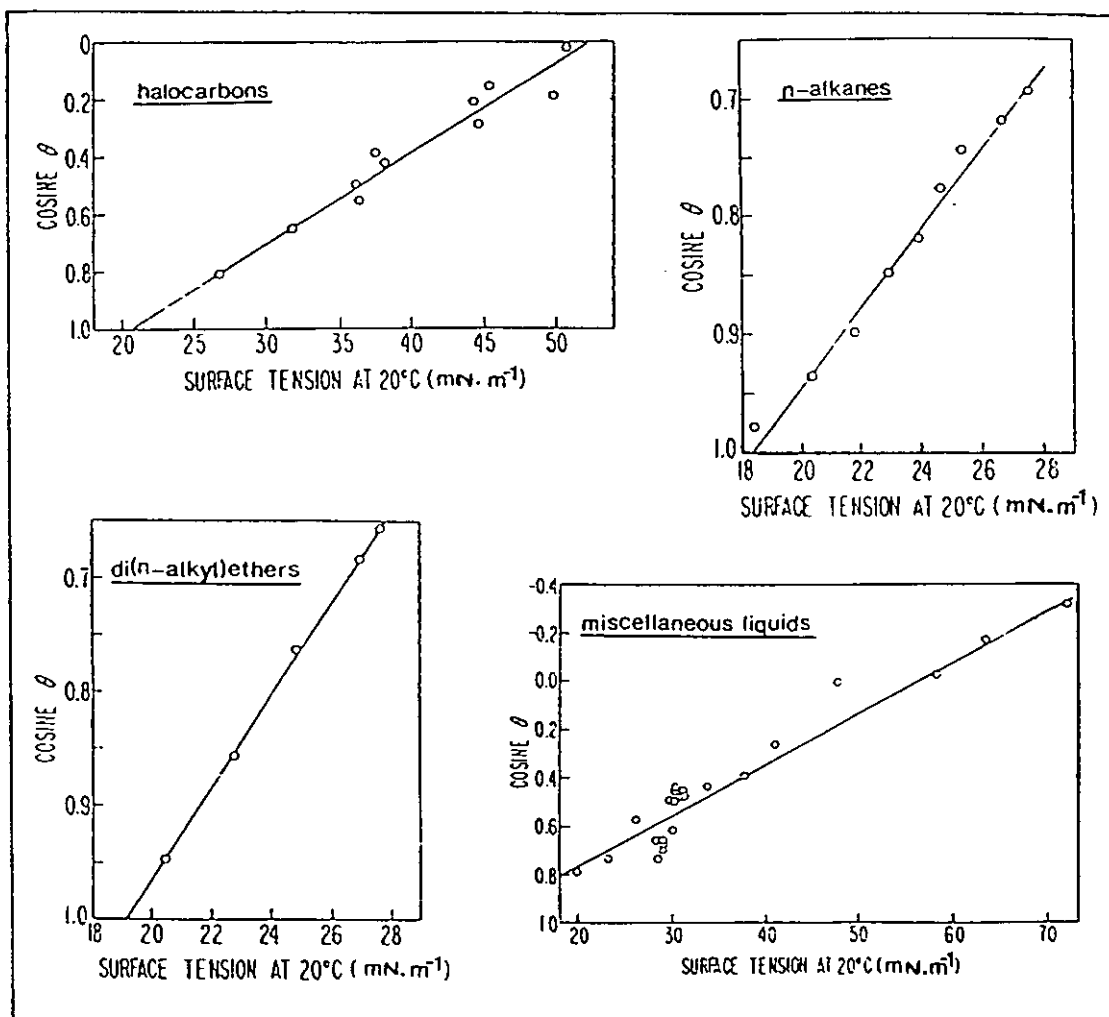 halocarbons
COSINE θ
0
0.2
0.4
0.6
0.8
1.0
20 25 30 35 40 45 50
SURFACE TENSION AT 20°C (mN.m⁻¹)
n-alkanes
COSINE θ
0.7
0.8
0.9
1.0
18 20 22 24 26 28
SURFACE TENSION AT 20°C (mN.m⁻¹)
di(n-alkyl)ethers
COSINE θ
0.7
0.8
0.9
1.0
18 20 22 24 26 28
SURFACE TENSION AT 20°C (mN.m⁻¹)
miscellaneous liquids
COSINE θ
-0.4
-0.2
0.0
0.2
0.4
0.6
0.8
1.0
20 30 40 50 60 70
SURFACE TENSION AT 20°C (mN.m⁻¹)